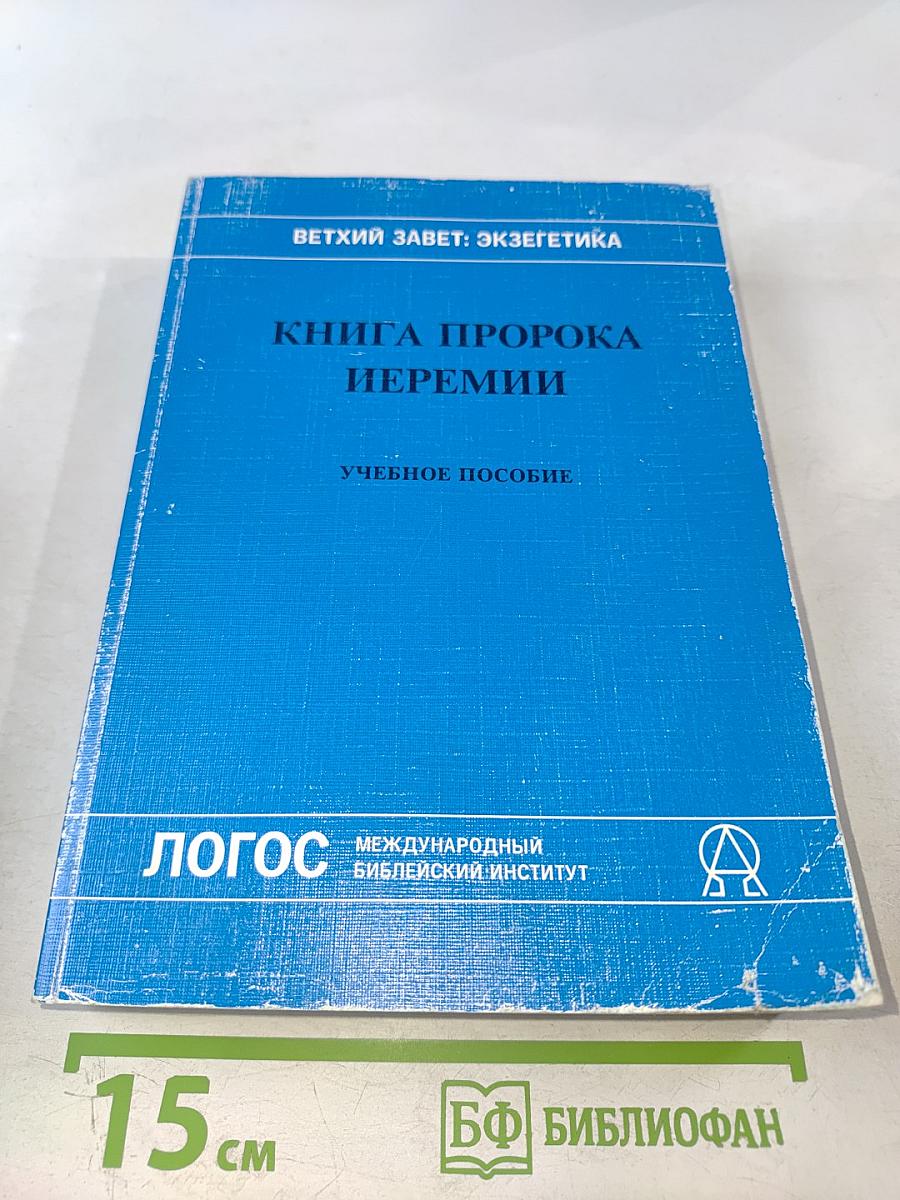 ВЕТХИЙ ЗАВЕТ: ЭКЗЕГЕТИКА
КНИГА ПРОРОКА
ИЕРЕМИИ
УЧЕБНОЕ ПОСОБИЕ
ЛОГОС
МЕЖДУНАРОДНЫЙ
БИБЛЕЙСКИЙ ИНСТИТУТ
15 см
БФ БИБЛИОФАН